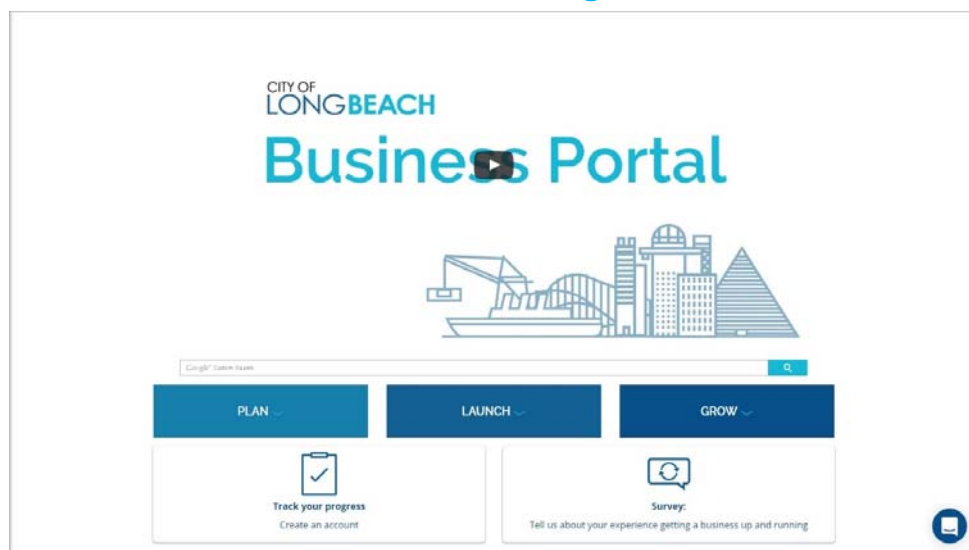 CITY OF
LONGBEACH
Business Portal
PLAN
LAUNCH
GROW
Track your progress
Create an account
Survey:
Tell us about your experience getting a business up and running